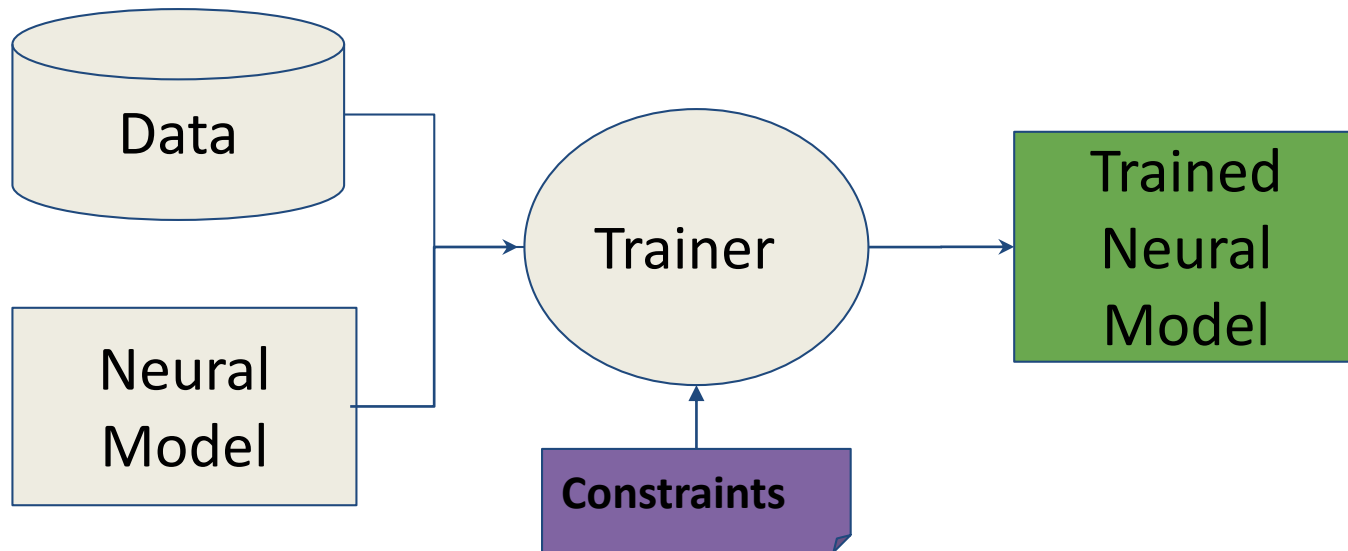 Data
Neural
Model
Trainer
Constraints
Trained
Neural
Model